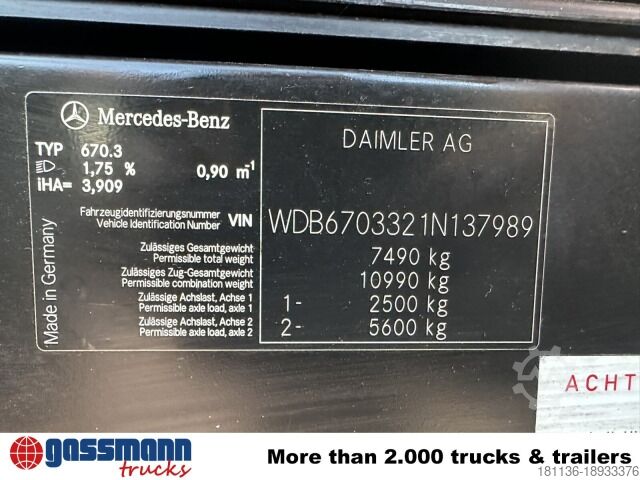 Mercedes-Benz
TYP 670.3
1,75 % 0,90 m-1
iHA= 3,909
Fahrzeugidentifizierungsnummer
Vehicle Identification Number VIN WDB6703321N137989
Zulässiges Gesamtgewicht
Permissible total weight 7490 kg
Zulässiges Zug-Gesamtgewicht
Permissible combination weight 10990 kg
Zulässige Achslast, Achse 1
Permissible axle load, axle 1 1- 2500 kg
Zulässige Achslast, Achse 2
Permissible axle load, axle 2 2- 5600 kg
DAIMLER AG
Made in Germany
ACHT
gassmann
trucks
More than 2.000 trucks & trailers
181136-18933376